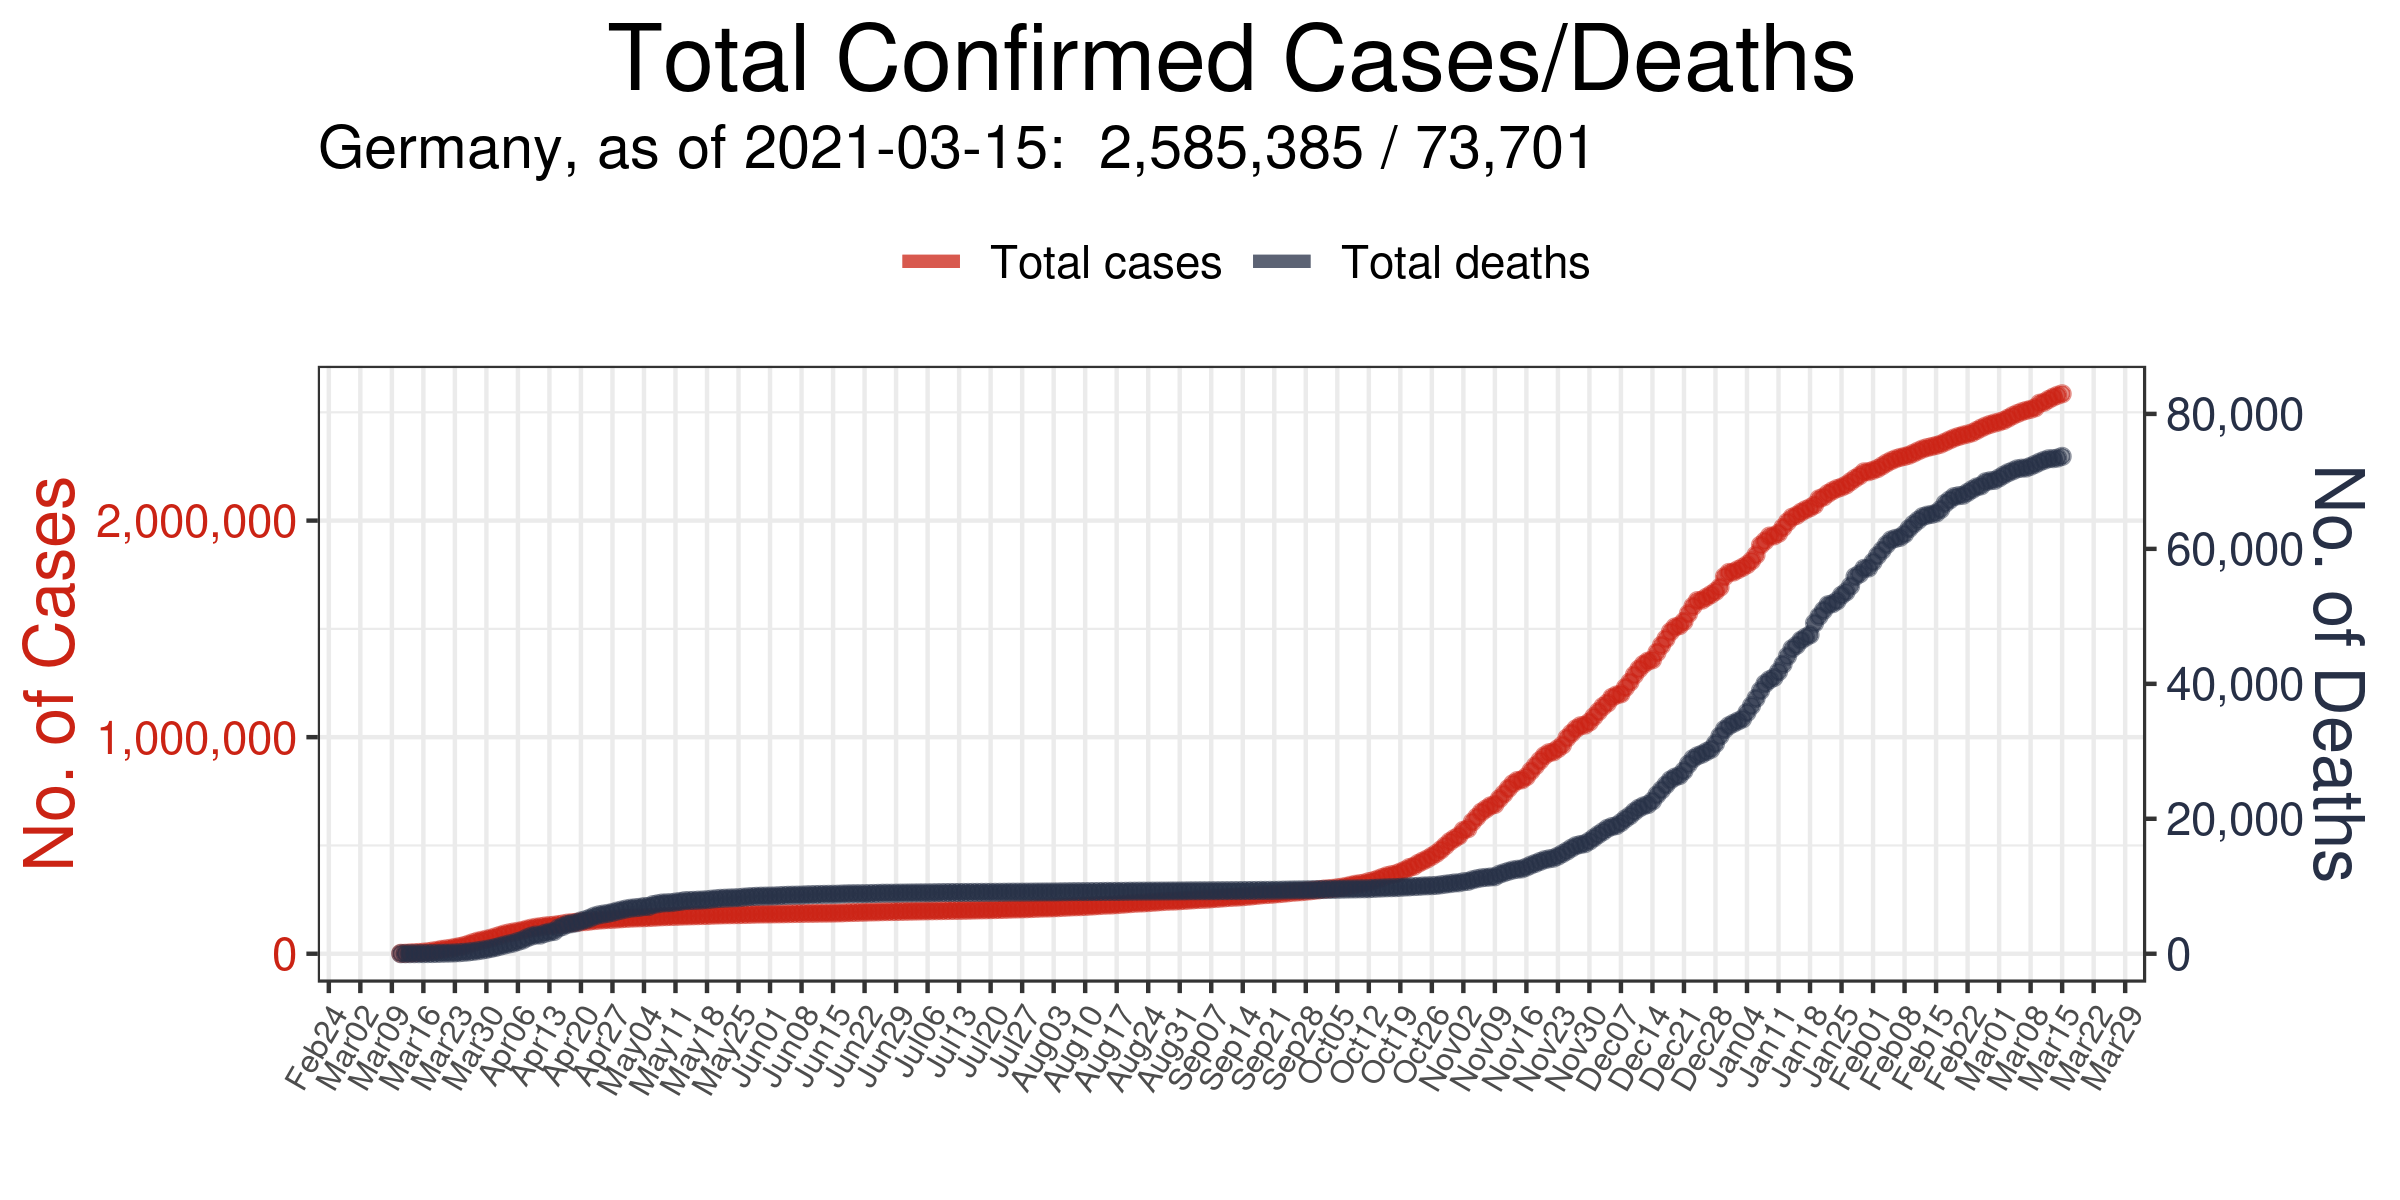 Total Confirmed Cases/Deaths
Germany, as of 2021-03-15:  2,585,385 / 73,701
Total cases
Total deaths
No. of Cases
2,000,000
1,000,000
0
80,000
60,000
40,000
20,000
0
No. of Deaths
Feb24
Mar02
Mar09
Mar16
Mar23
Mar30
Apr06
Apr13
Apr20
Apr27
May04
May11
May18
May25
Jun01
Jun08
Jun15
Jun22
Jun29
Jul06
Jul13
Jul20
Jul27
Aug03
Aug10
Aug17
Aug24
Aug31
Sep07
Sep14
Sep21
Sep28
Oct05
Oct12
Oct19
Oct26
Nov02
Nov09
Nov16
Nov23
Nov30
Dec07
Dec14
Dec21
Dec28
Jan04
Jan11
Jan18
Jan25
Feb01
Feb08
Feb15
Feb22
Mar01
Mar08
Mar15
Mar22
Mar29